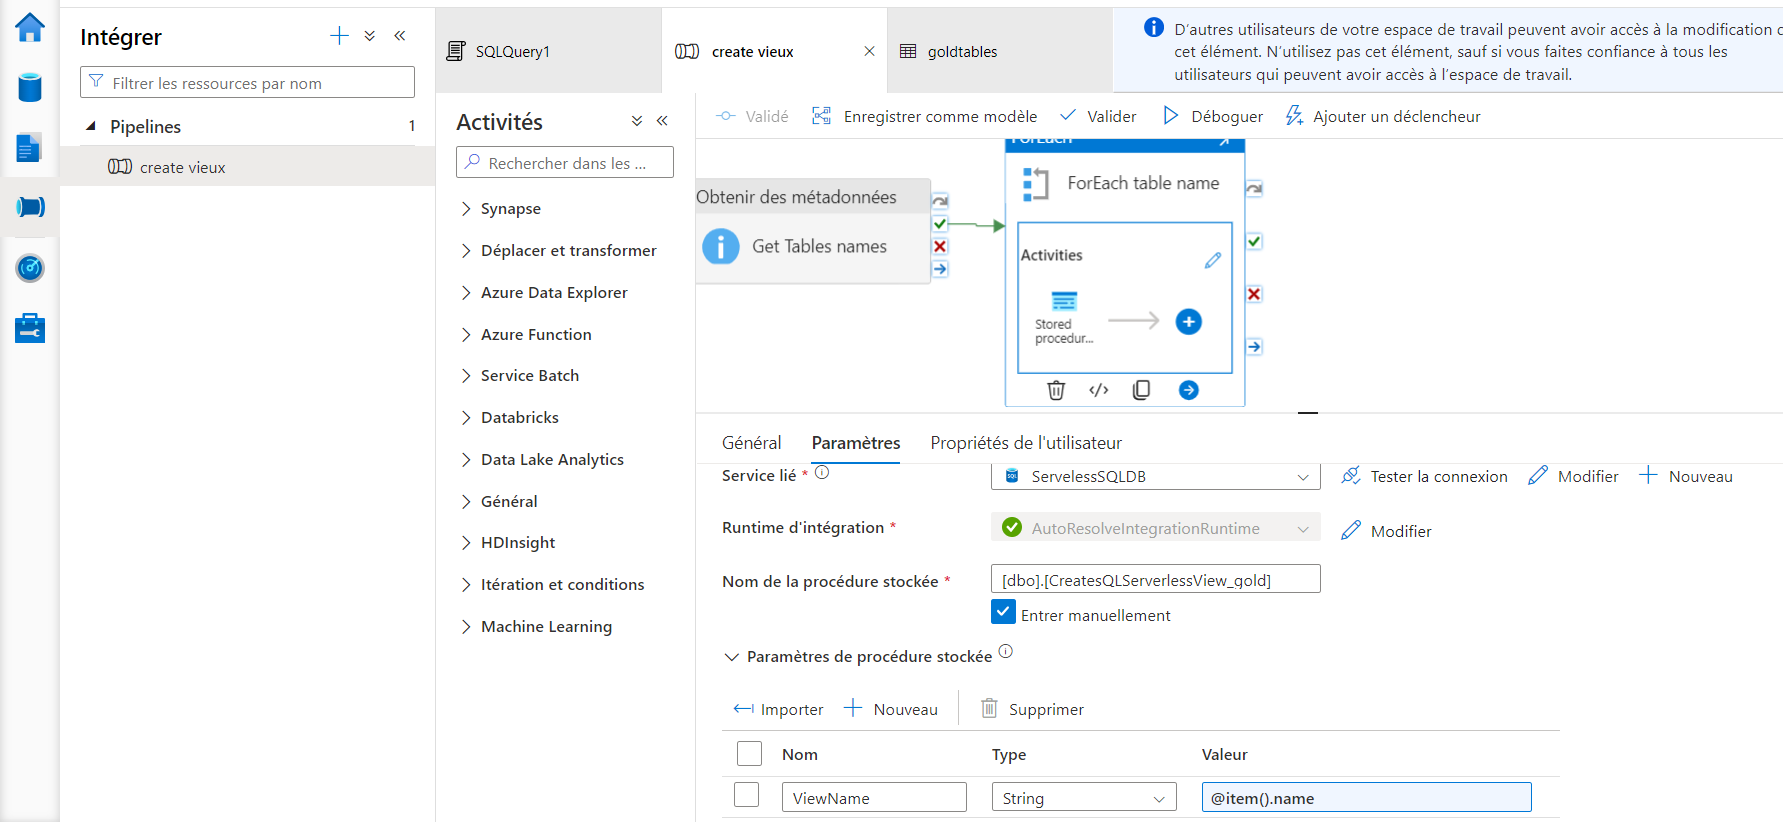 Intégrer
Filtrer les ressources par nom
Pipelines
1
create vieux
SQLQuery1
create vieux
goldtables
D'autres utilisateurs de votre espace de travail peuvent avoir accès à la modification
cet élément. N'utilisez pas cet élément, sauf si vous faites confiance à tous les
utilisateurs qui peuvent avoir accès à l'espace de travail.
Activités
Rechercher dans les ...
Synapse
Déplacer et transformer
Azure Data Explorer
Azure Function
Service Batch
Databricks
Data Lake Analytics
Général
HDInsight
Itération et conditions
Machine Learning
Validé
Enregistrer comme modèle
Valider
Déboguer
Ajouter un déclencheur
Obtenir des métadonnées
Get Tables names
ForEach
ForEach table name
Activities
Stored
procedur...
Général
Paramètres
Propriétés de l'utilisateur
Service lié *
ServelessSQLDB
Tester la connexion
Modifier
Nouveau
Runtime d'intégration *
AutoResolveIntegrationRuntime
Modifier
Nom de la procédure stockée *
[dbo].[CreatesQLServerlessView_gold]
Entrer manuellement
Paramètres de procédure stockée
Importer
Nouveau
Supprimer
Nom
Type
Valeur
ViewName
String
@item().name